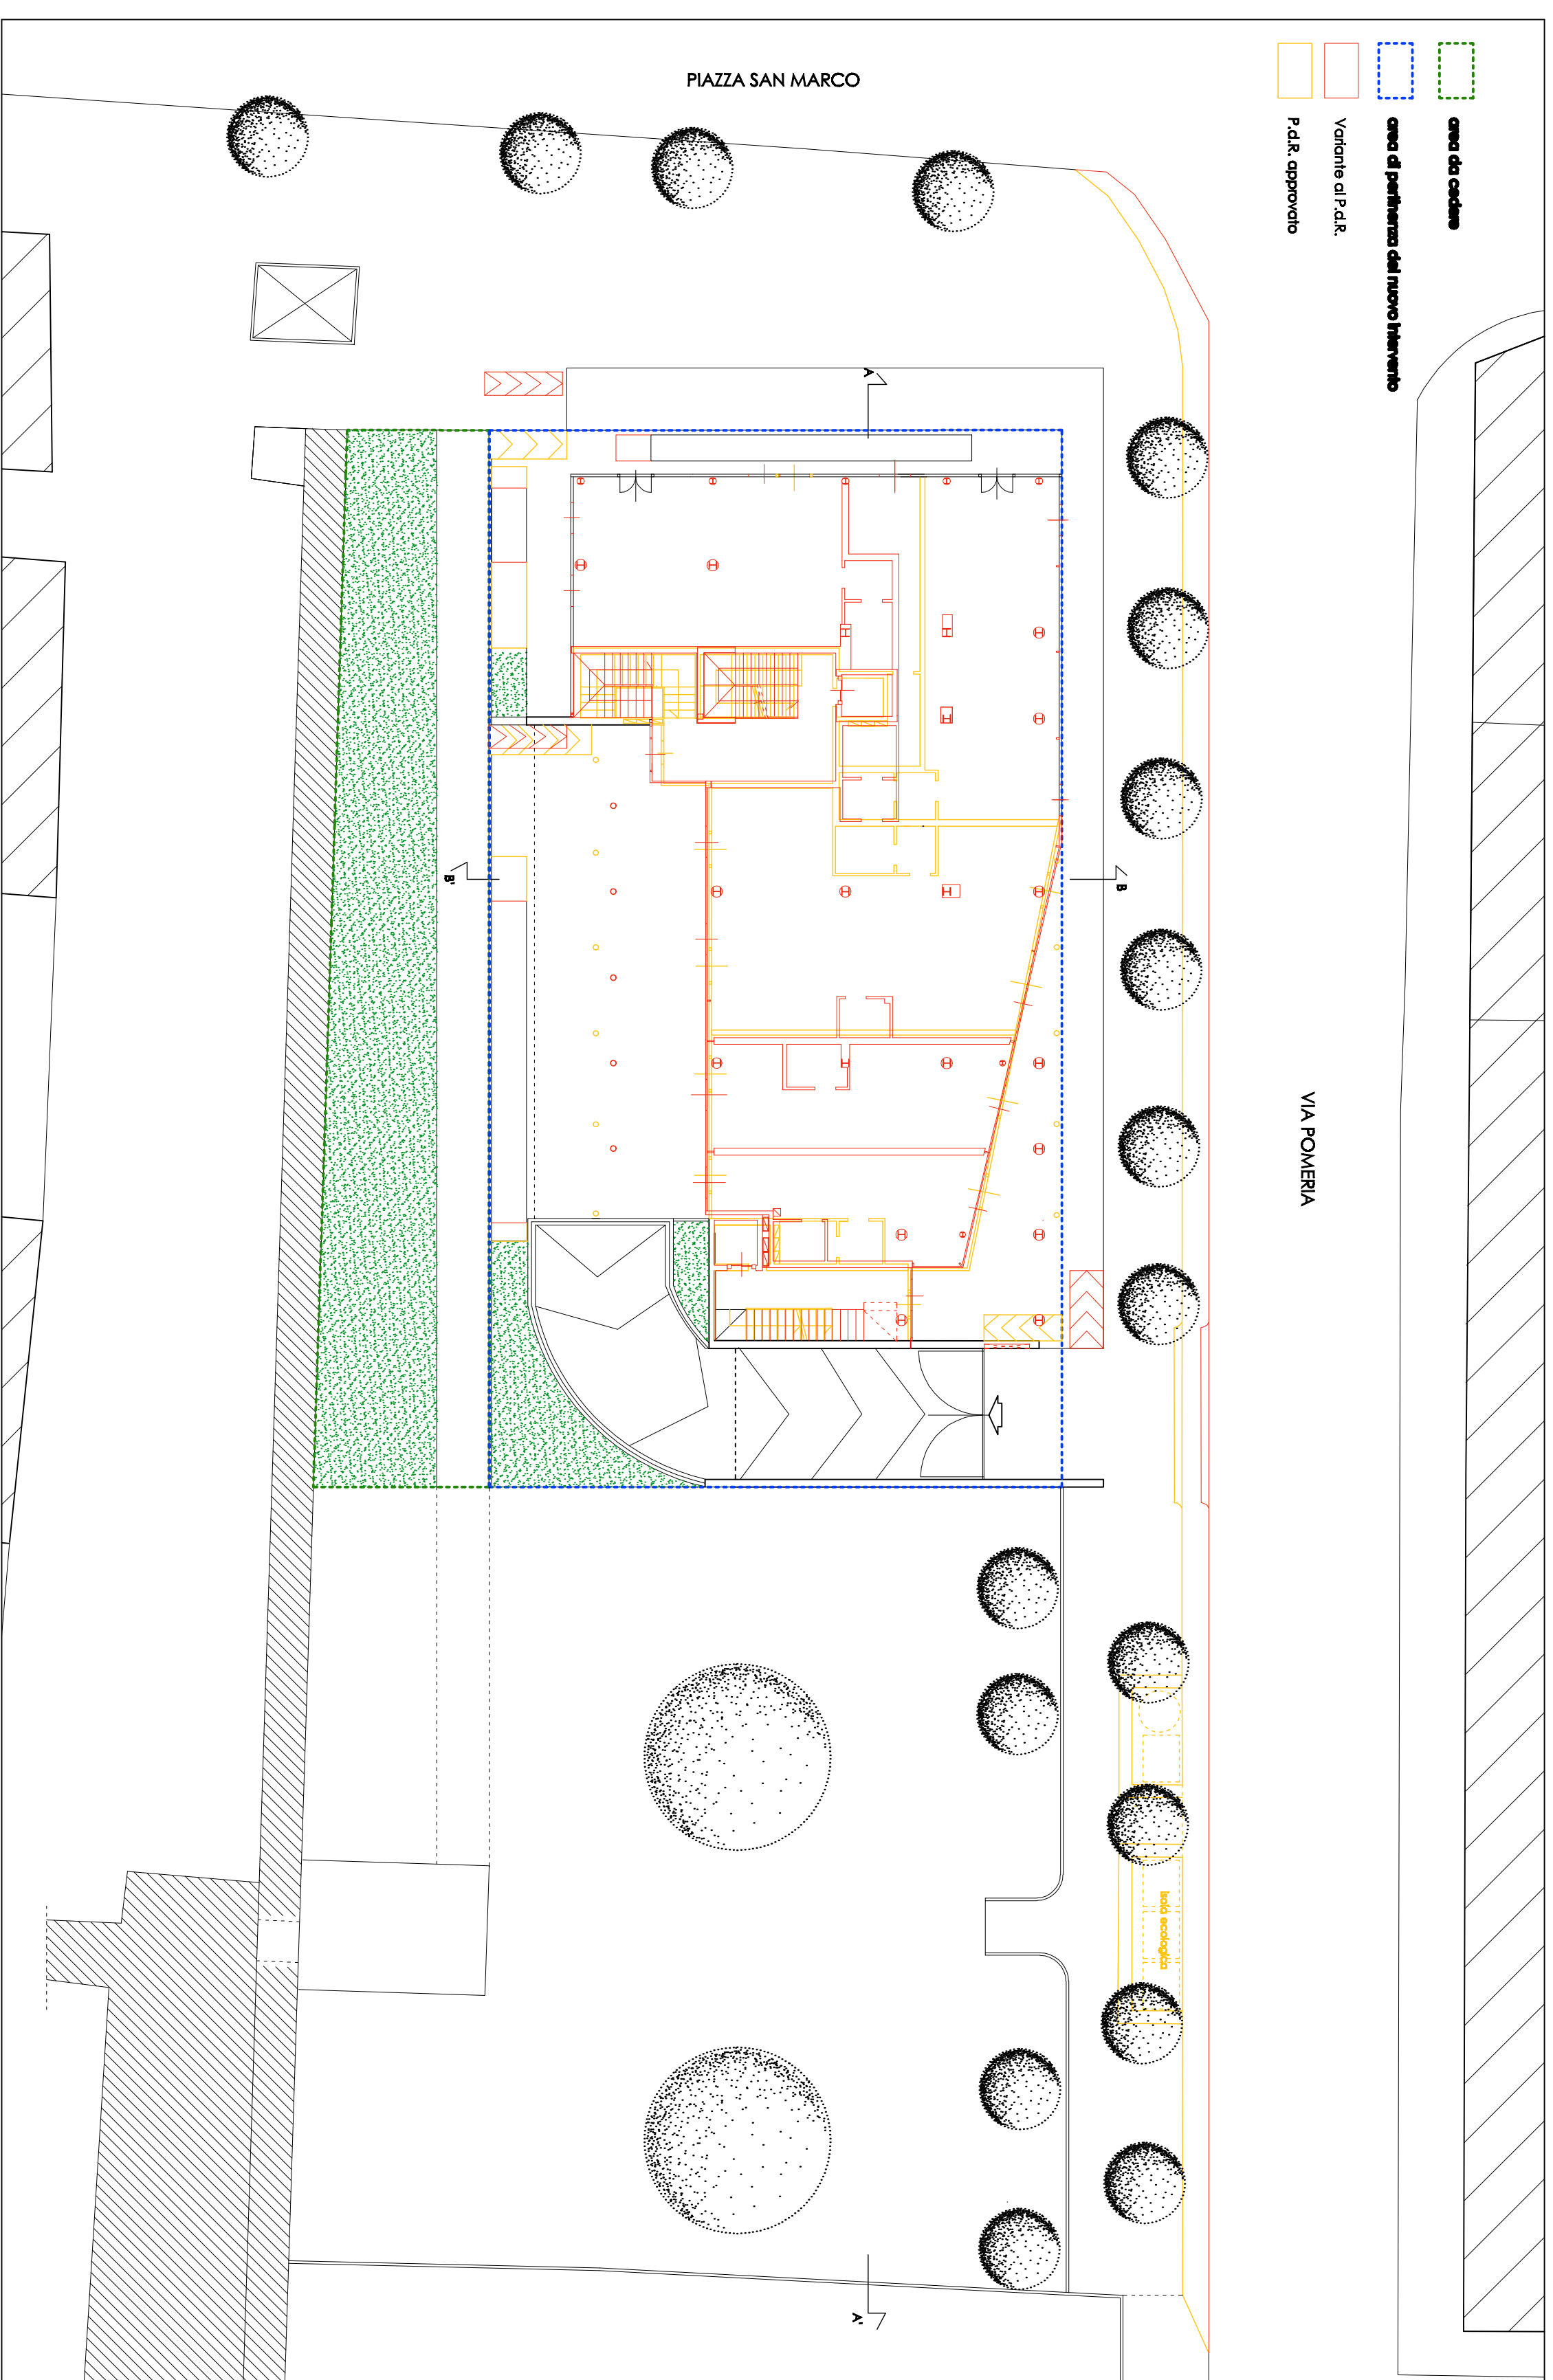 PIAZZA SAN MARCO
area da cedere
area di pertinenza del nuovo intervento
Variante al P.d.R.
P.d.R. approvato
A
B'
B
VIA POMERIA
isola ecologica
A'